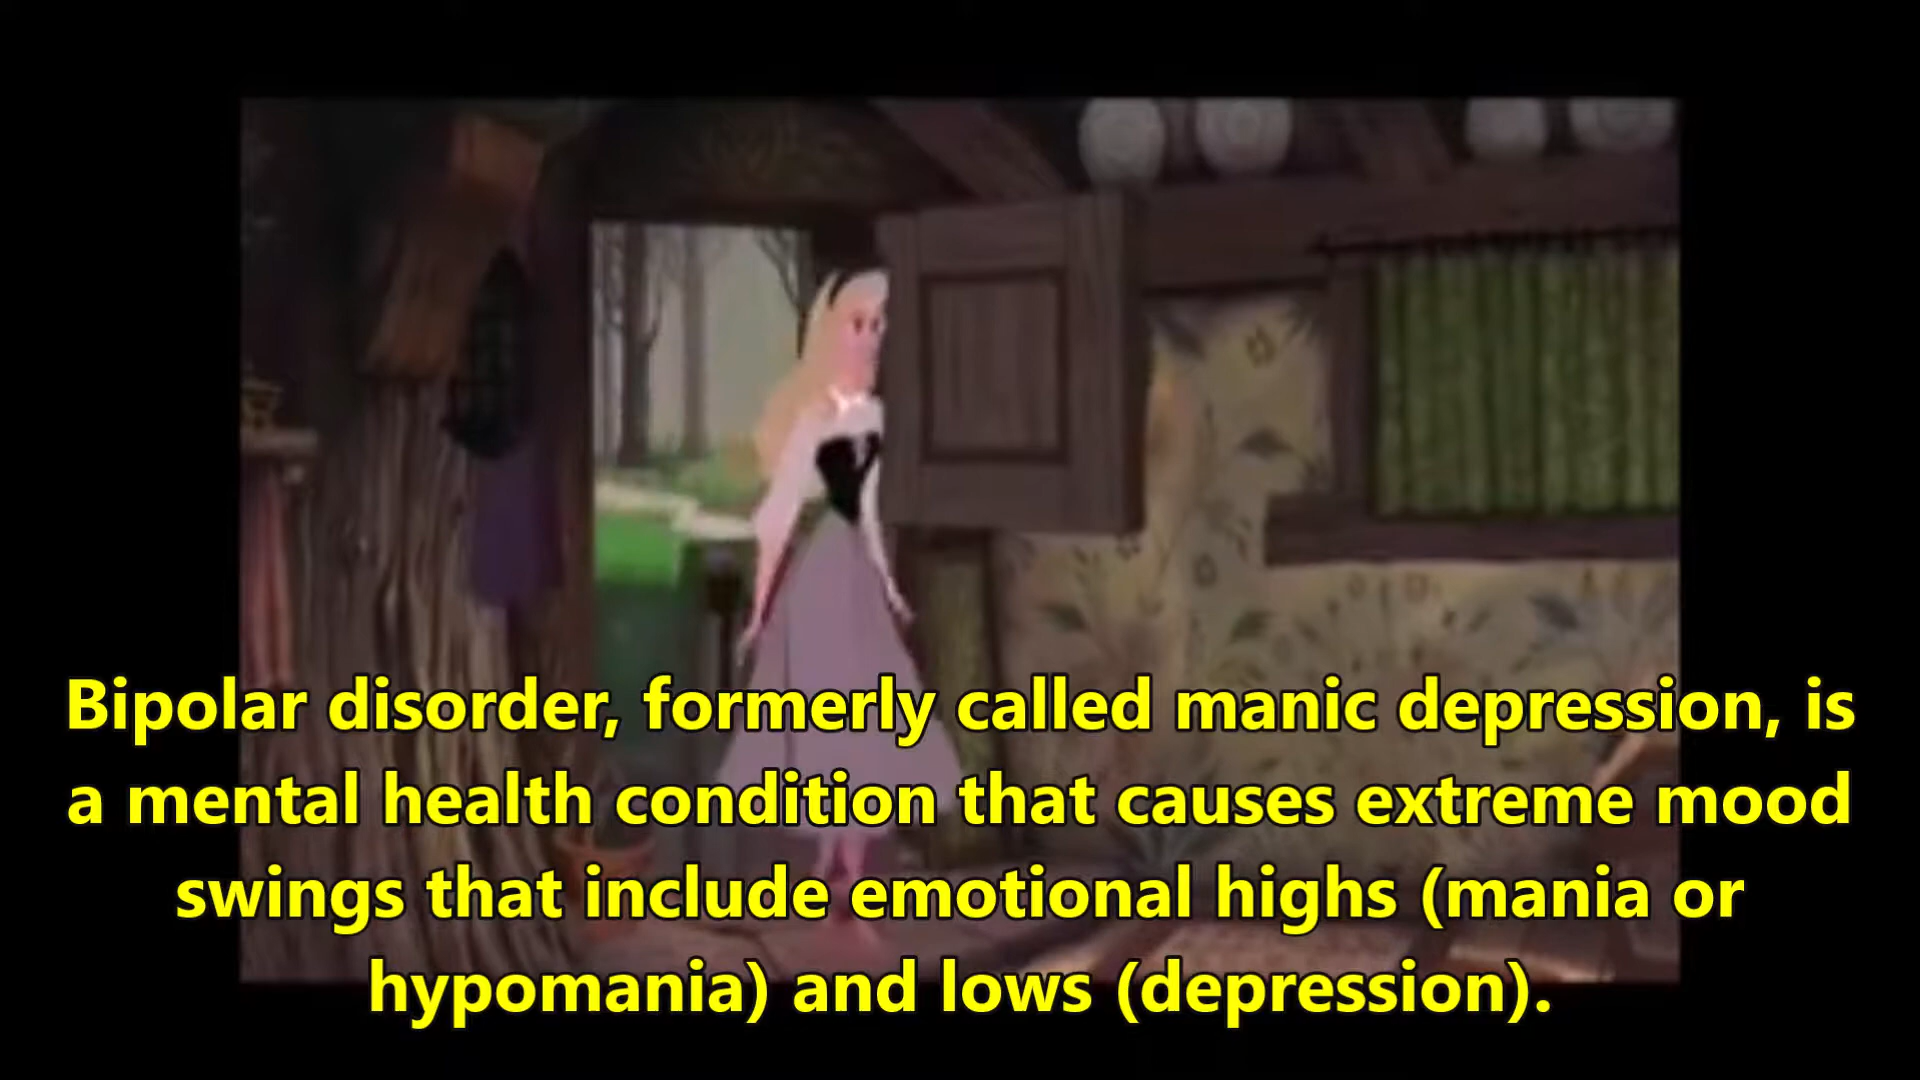 Bipolar disorder, formerly called manic depression, is
a mental health condition that causes extreme mood
swings that include emotional highs (mania or
hypomania) and lows (depression).